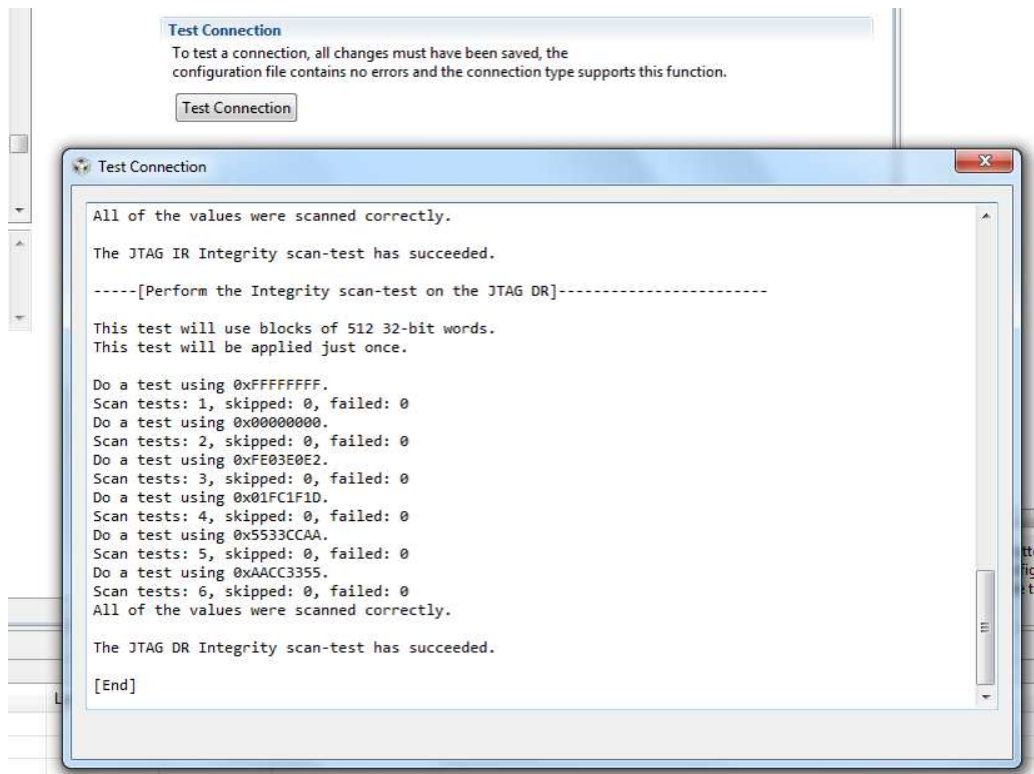 Test Connection
To test a connection, all changes must have been saved, the
configuration file contains no errors and the connection type supports this function.
Test Connection
Test Connection
All of the values were scanned correctly.
The JTAG IR Integrity scan-test has succeeded.
-----[Perform the Integrity scan-test on the JTAG DR]------------------------
This test will use blocks of 512 32-bit words.
This test will be applied just once.
Do a test using 0xFFFFFFFF.
Scan tests: 1, skipped: 0, failed: 0
Do a test using 0x00000000.
Scan tests: 2, skipped: 0, failed: 0
Do a test using 0xFE03E0E2.
Scan tests: 3, skipped: 0, failed: 0
Do a test using 0x01FC1F1D.
Scan tests: 4, skipped: 0, failed: 0
Do a test using 0x5533CCAA.
Scan tests: 5, skipped: 0, failed: 0
Do a test using 0xAACC3355.
Scan tests: 6, skipped: 0, failed: 0
All of the values were scanned correctly.
The JTAG DR Integrity scan-test has succeeded.
[End]